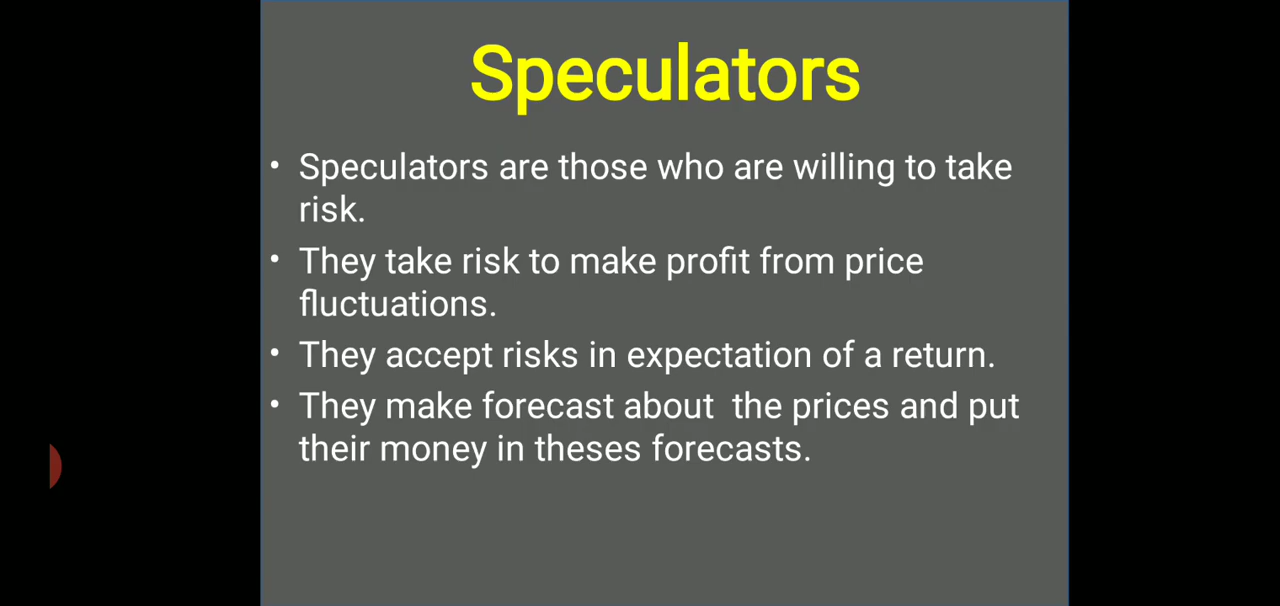 Speculators
• Speculators are those who are willing to take
risk.
• They take risk to make profit from price
fluctuations.
• They accept risks in expectation of a return.
• They make forecast about  the prices and put
their money in theses forecasts.